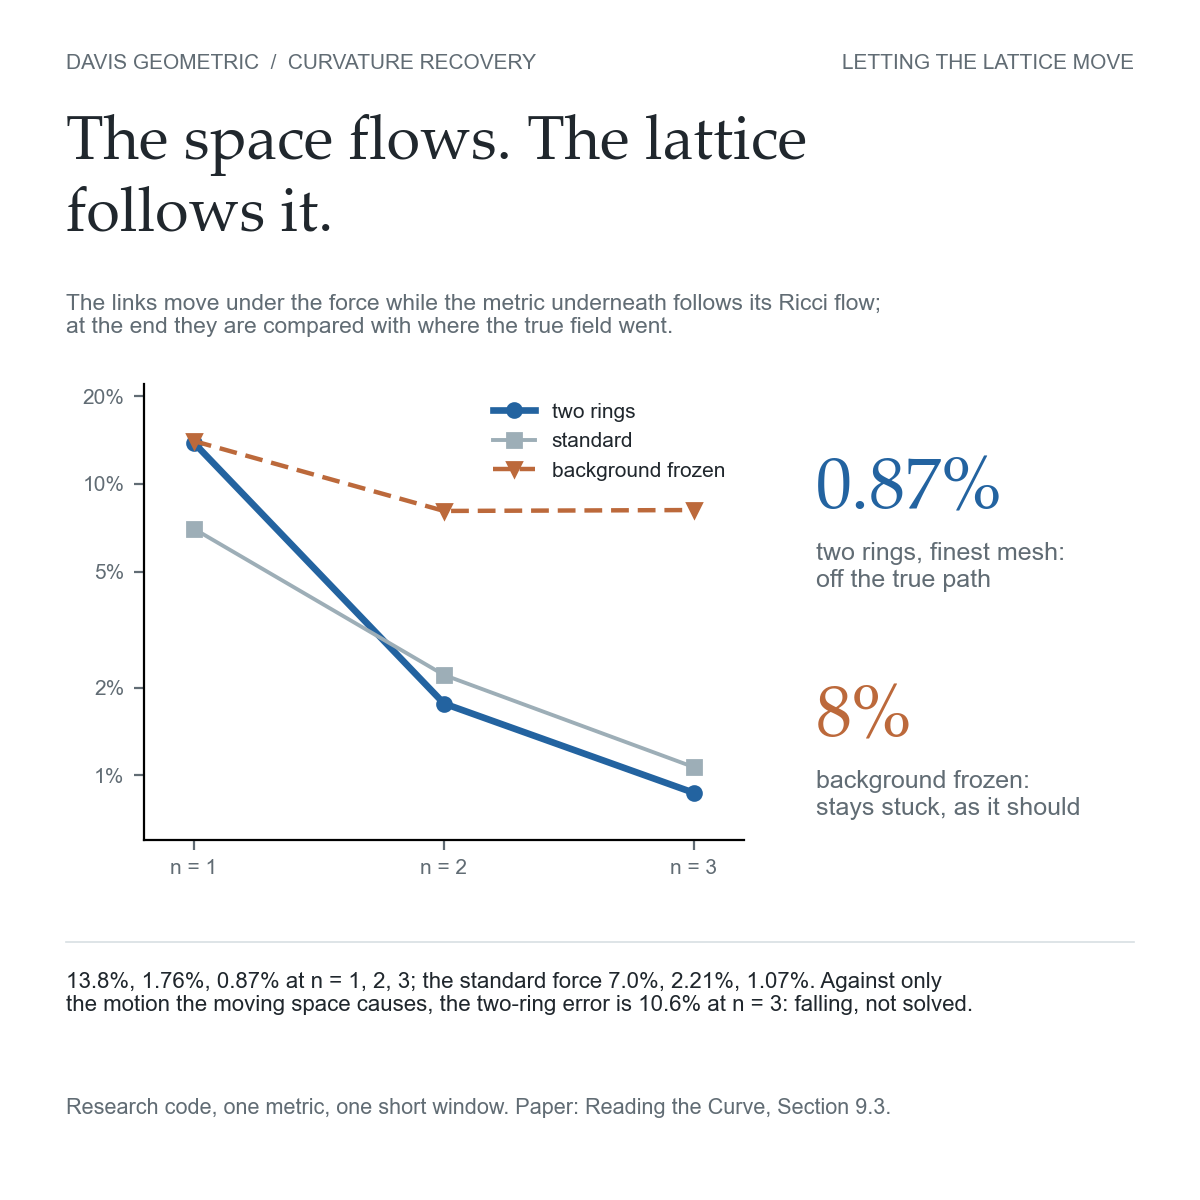 DAVIS GEOMETRIC / CURVATURE RECOVERY
LETTING THE LATTICE MOVE
The space flows. The lattice
follows it.
The links move under the force while the metric underneath follows its Ricci flow;
at the end they are compared with where the true field went.
20%
10%
5%
2%
1%
two rings
standard
background frozen
n = 1
n = 2
n = 3
0.87%
two rings, finest mesh:
off the true path
8%
background frozen:
stays stuck, as it should
13.8%, 1.76%, 0.87% at n = 1, 2, 3; the standard force 7.0%, 2.21%, 1.07%. Against only
the motion the moving space causes, the two-ring error is 10.6% at n = 3: falling, not solved.
Research code, one metric, one short window. Paper: Reading the Curve, Section 9.3.